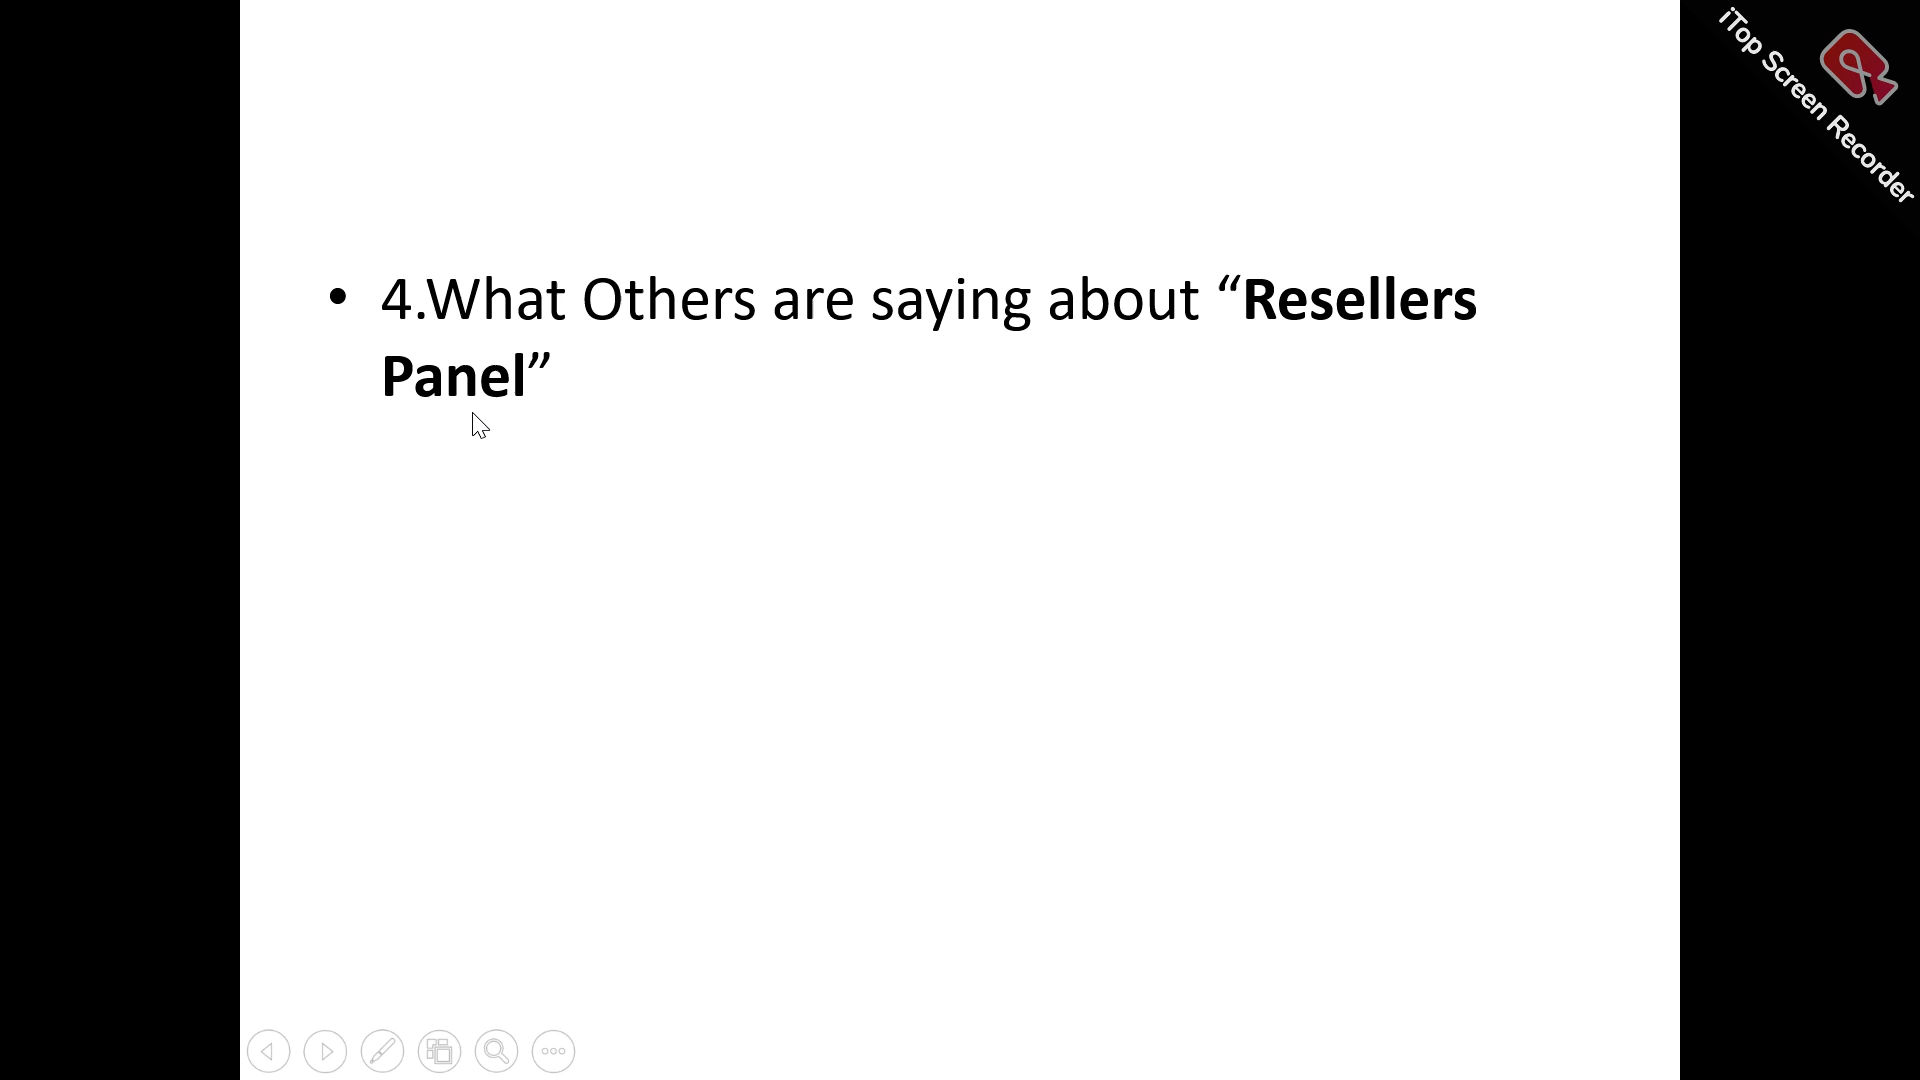 iTop Screen Recorder
• 4.What Others are saying about “Resellers
Panel”